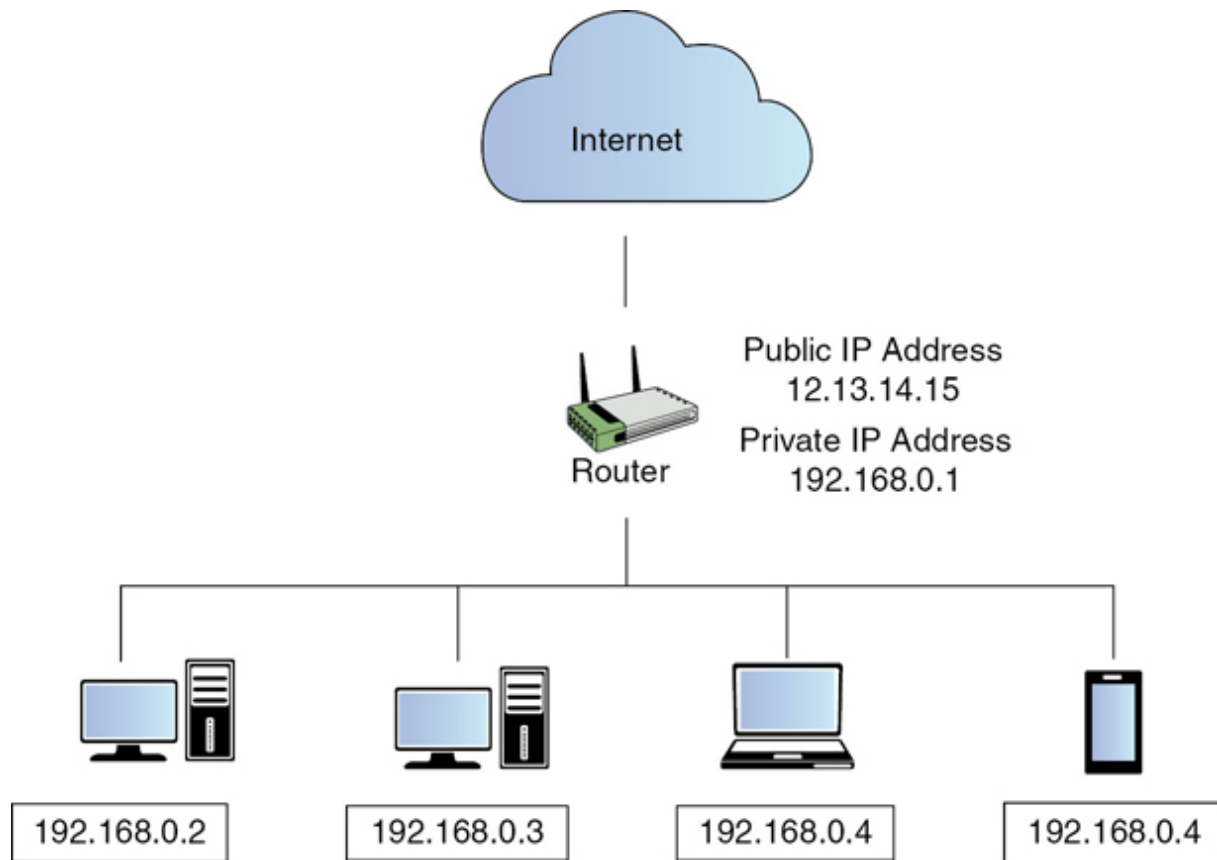 Internet
Public IP Address
12.13.14.15
Private IP Address
192.168.0.1
Router
192.168.0.2
192.168.0.3
192.168.0.4
192.168.0.4